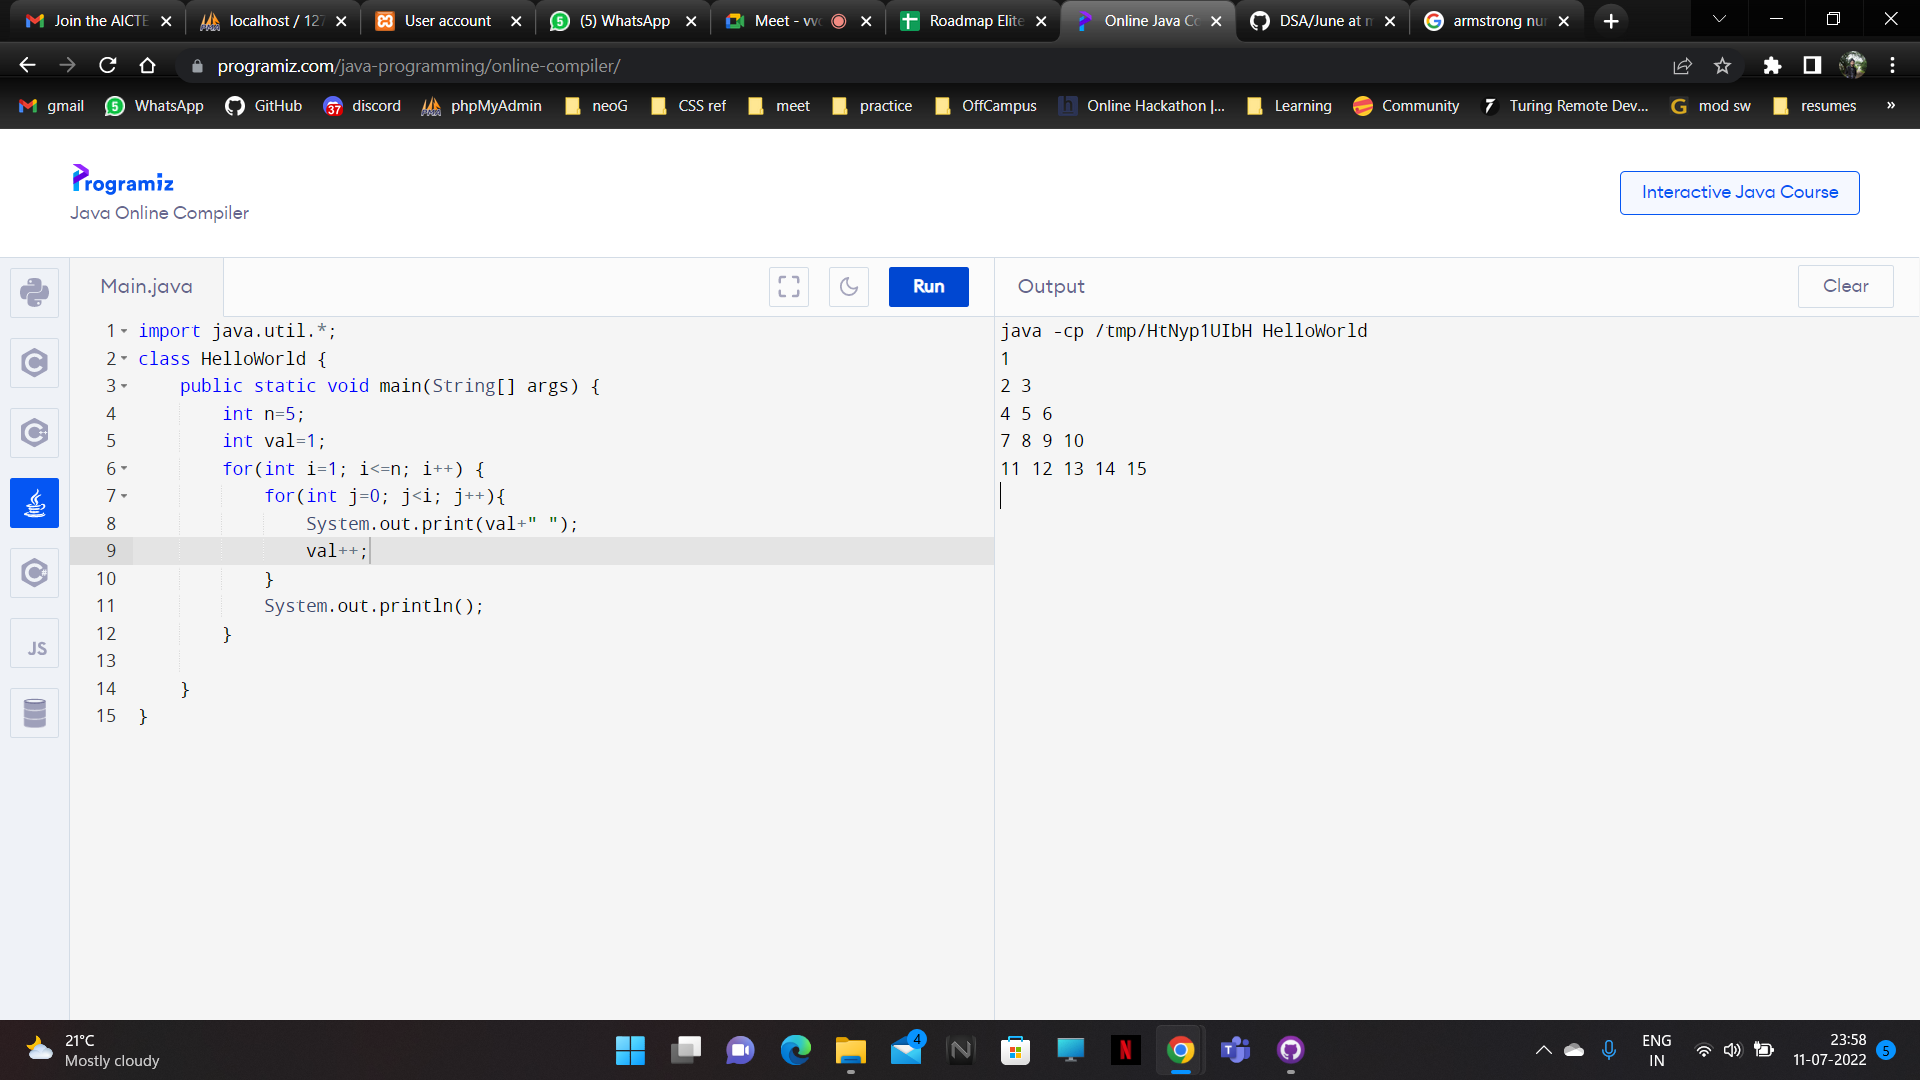 Join the AICTE
localhost / 127
User account
(5) WhatsApp
Meet - vvc
Roadmap Elite
Online Java Co
DSA/June at m
armstrong nu
programiz.com/java-programming/online-compiler/
gmail
5 WhatsApp
GitHub
37 discord
phpMyAdmin
neoG
CSS ref
meet
practice
OffCampus
h Online Hackathon |...
Learning
Community
Turing Remote Dev...
G mod sw
resumes
»
Programiz
Java Online Compiler
Interactive Java Course
Main.java
Run
Output
Clear
1 import java.util.*;
2 class HelloWorld {
3 public static void main(String[] args) {
4 int n=5;
5 int val=1;
6 for(int i=1; i<=n; i++) {
7 for(int j=0; j<i; j++){
8 System.out.print(val+" ");
9 val++;
10 }
11 System.out.println();
12 }
13
14 }
15 }
java -cp /tmp/HtNyp1UIbH HelloWorld
1
2 3
4 5 6
7 8 9 10
11 12 13 14 15
C
C
C#
JS
21°C
Mostly cloudy
4
N
N
ENG
IN
23:58
11-07-2022
5